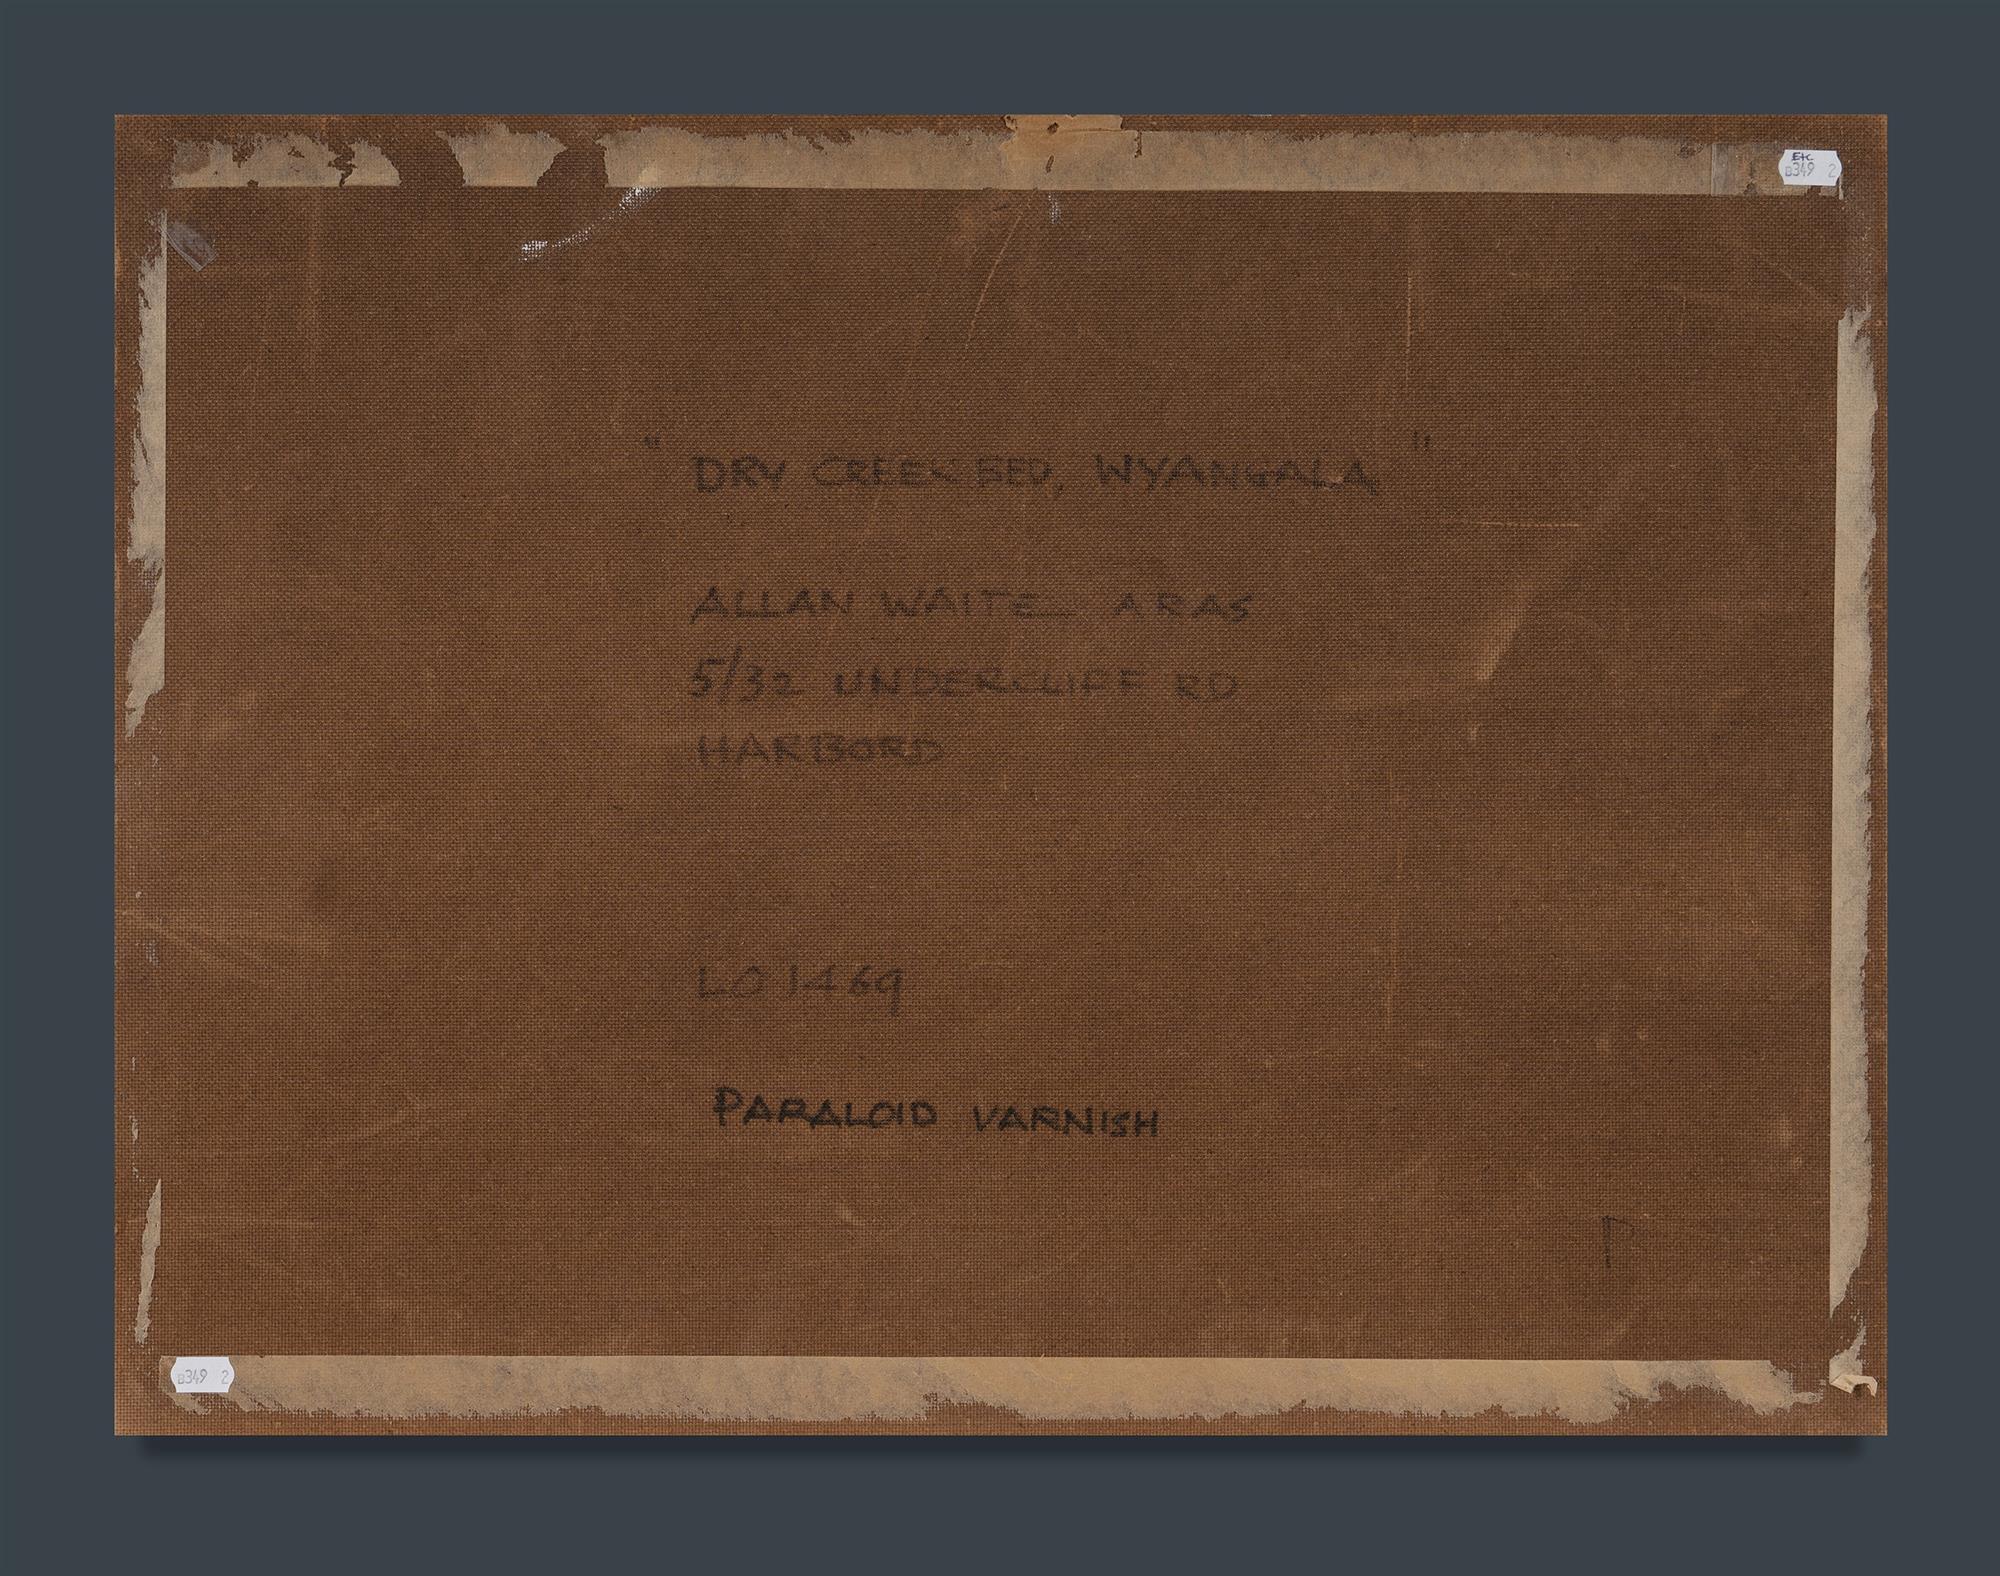 Etc
B349 2
" DRY CREEK BED, WYANGALA "
ALLAN WAITE ARAS
5/32 UNDERCLIFF RD
HARBORD
LO 1469
PARALOID VARNISH
P
B349 2